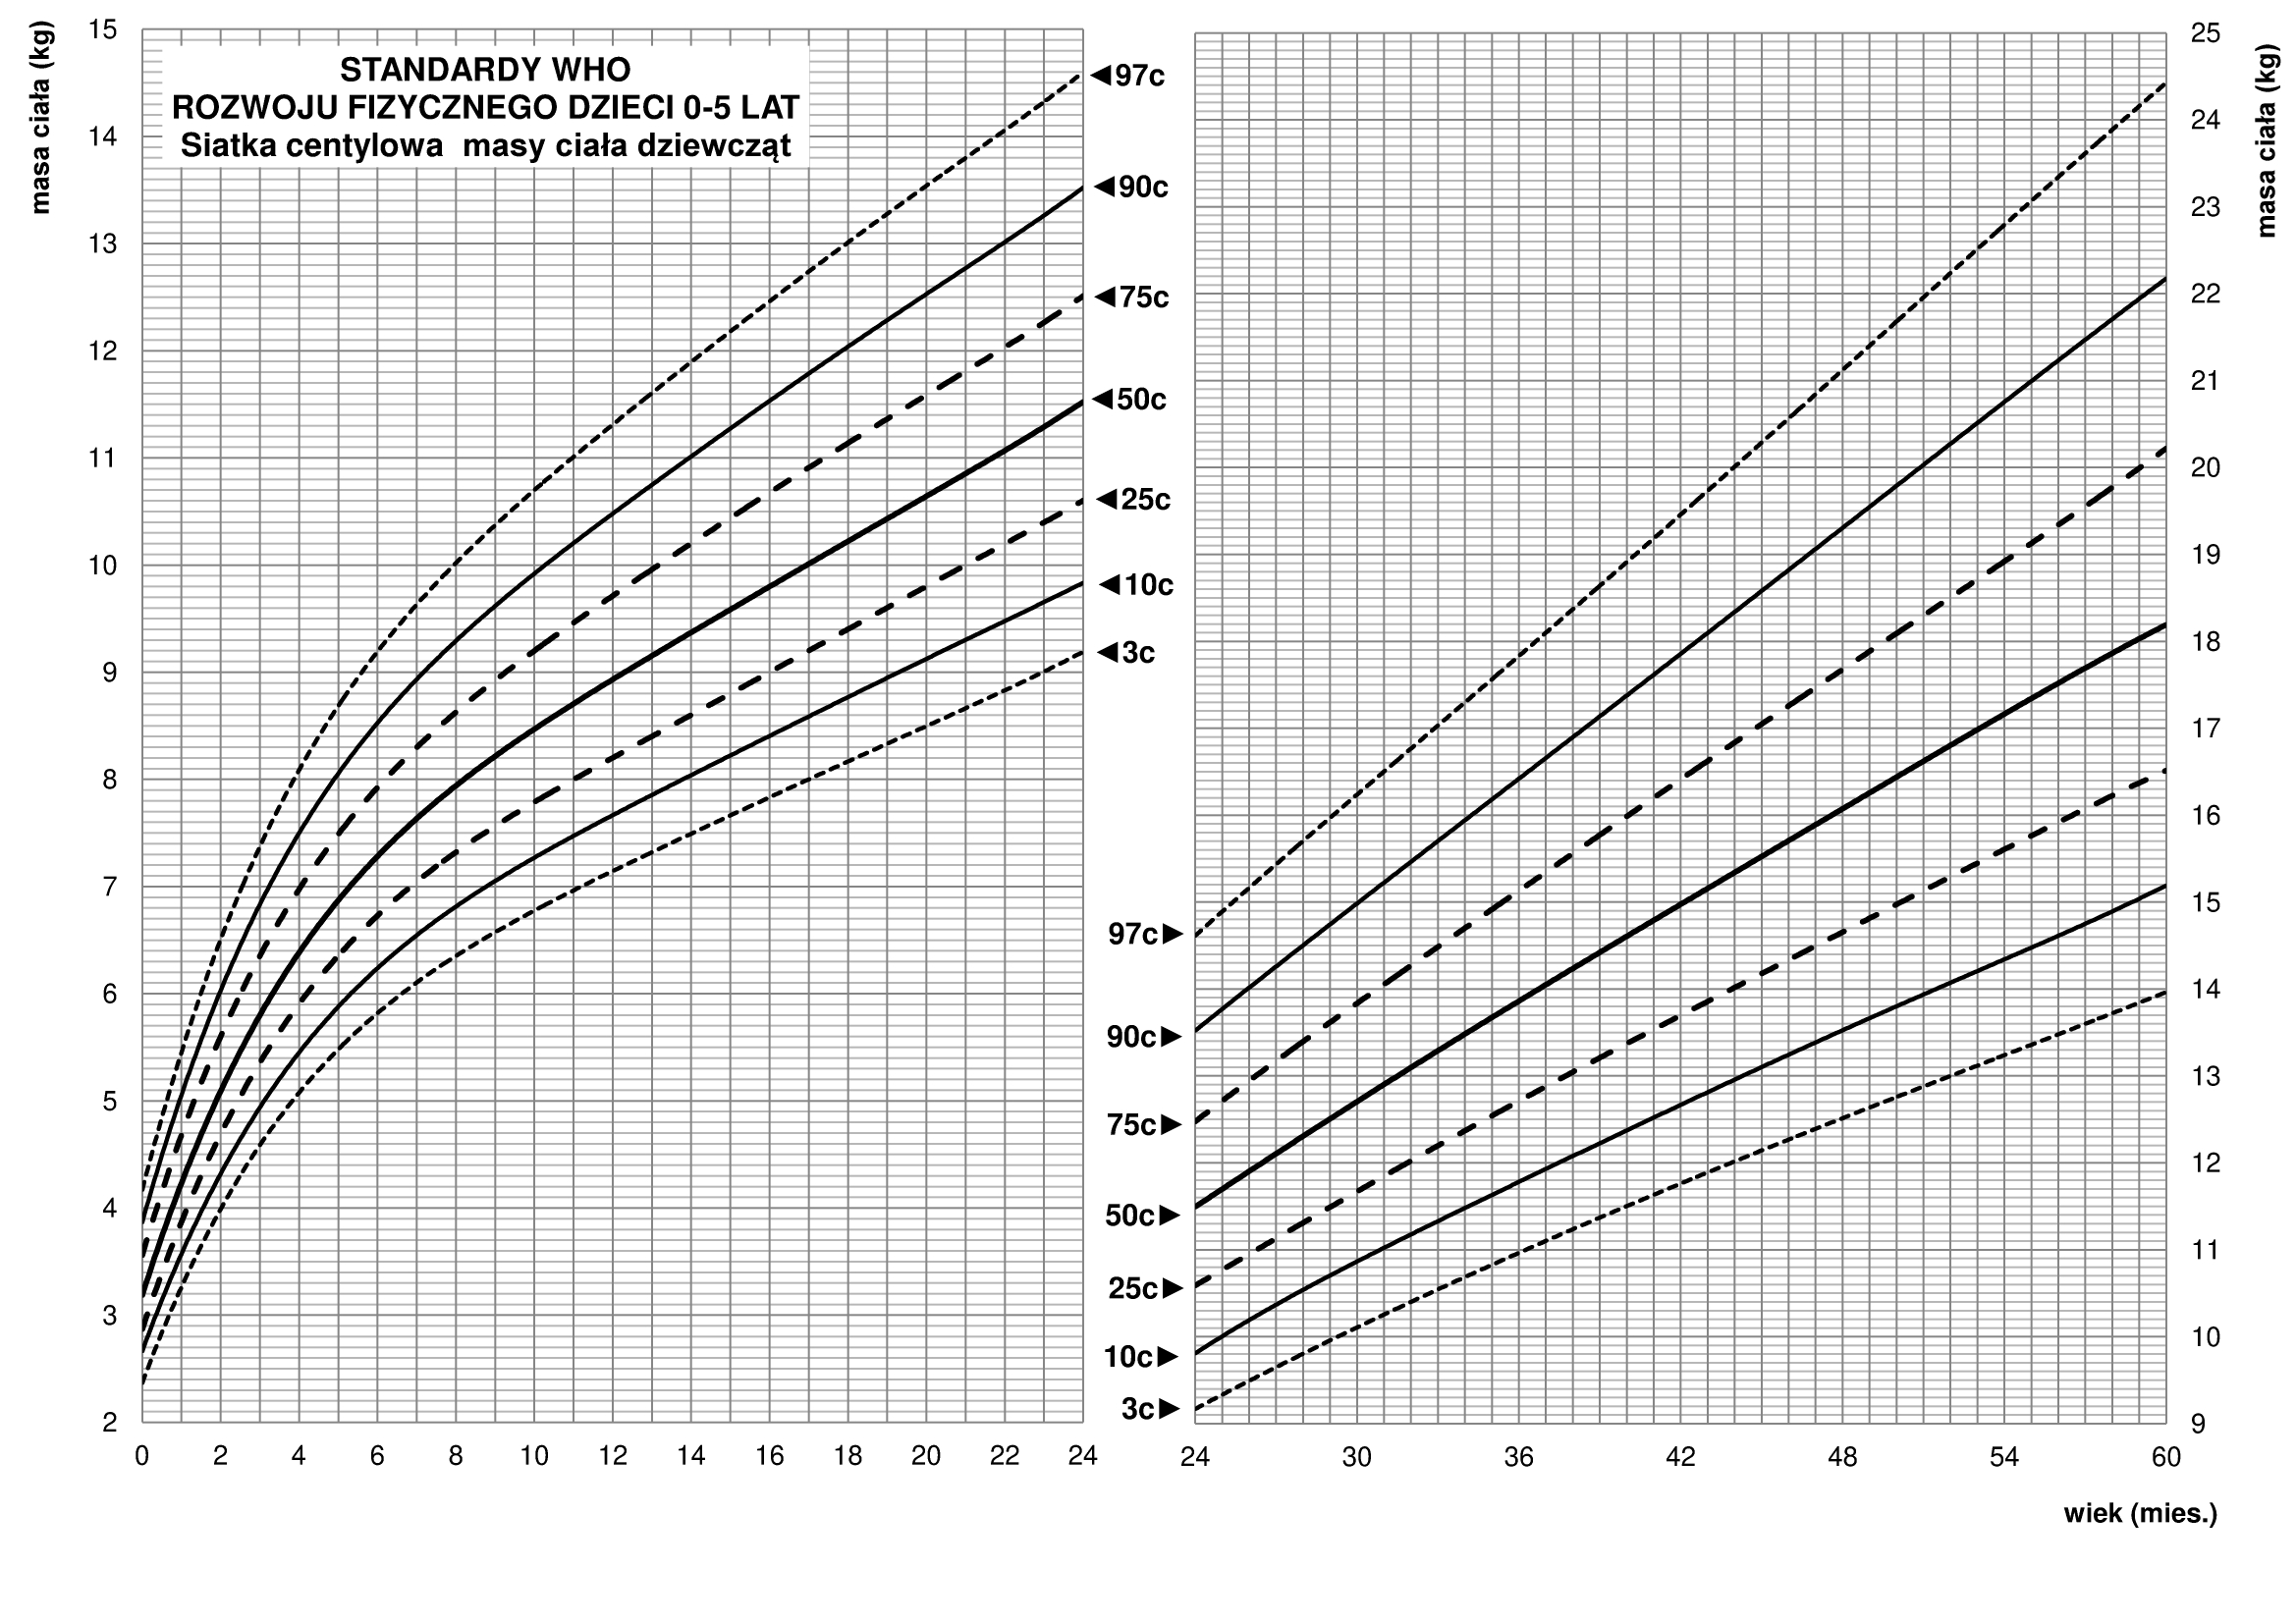 masa ciała (kg)
STANDARDY WHO
ROZWOJU FIZYCZNEGO DZIECI 0-5 LAT
Siatka centylowa masy ciała dziewcząt
15
14
13
12
11
10
9
8
7
6
5
4
3
2
0 2 4 6 8 10 12 14 16 18 20 22 24
◄97c
◄90c
◄75c
◄50c
◄25c
◄10c
◄3c
97c►
90c►
75c►
50c►
25c►
10c►
3c►
masa ciała (kg)
25
24
23
22
21
20
19
18
17
16
15
14
13
12
11
10
9
24 30 36 42 48 54 60
wiek (mies.)